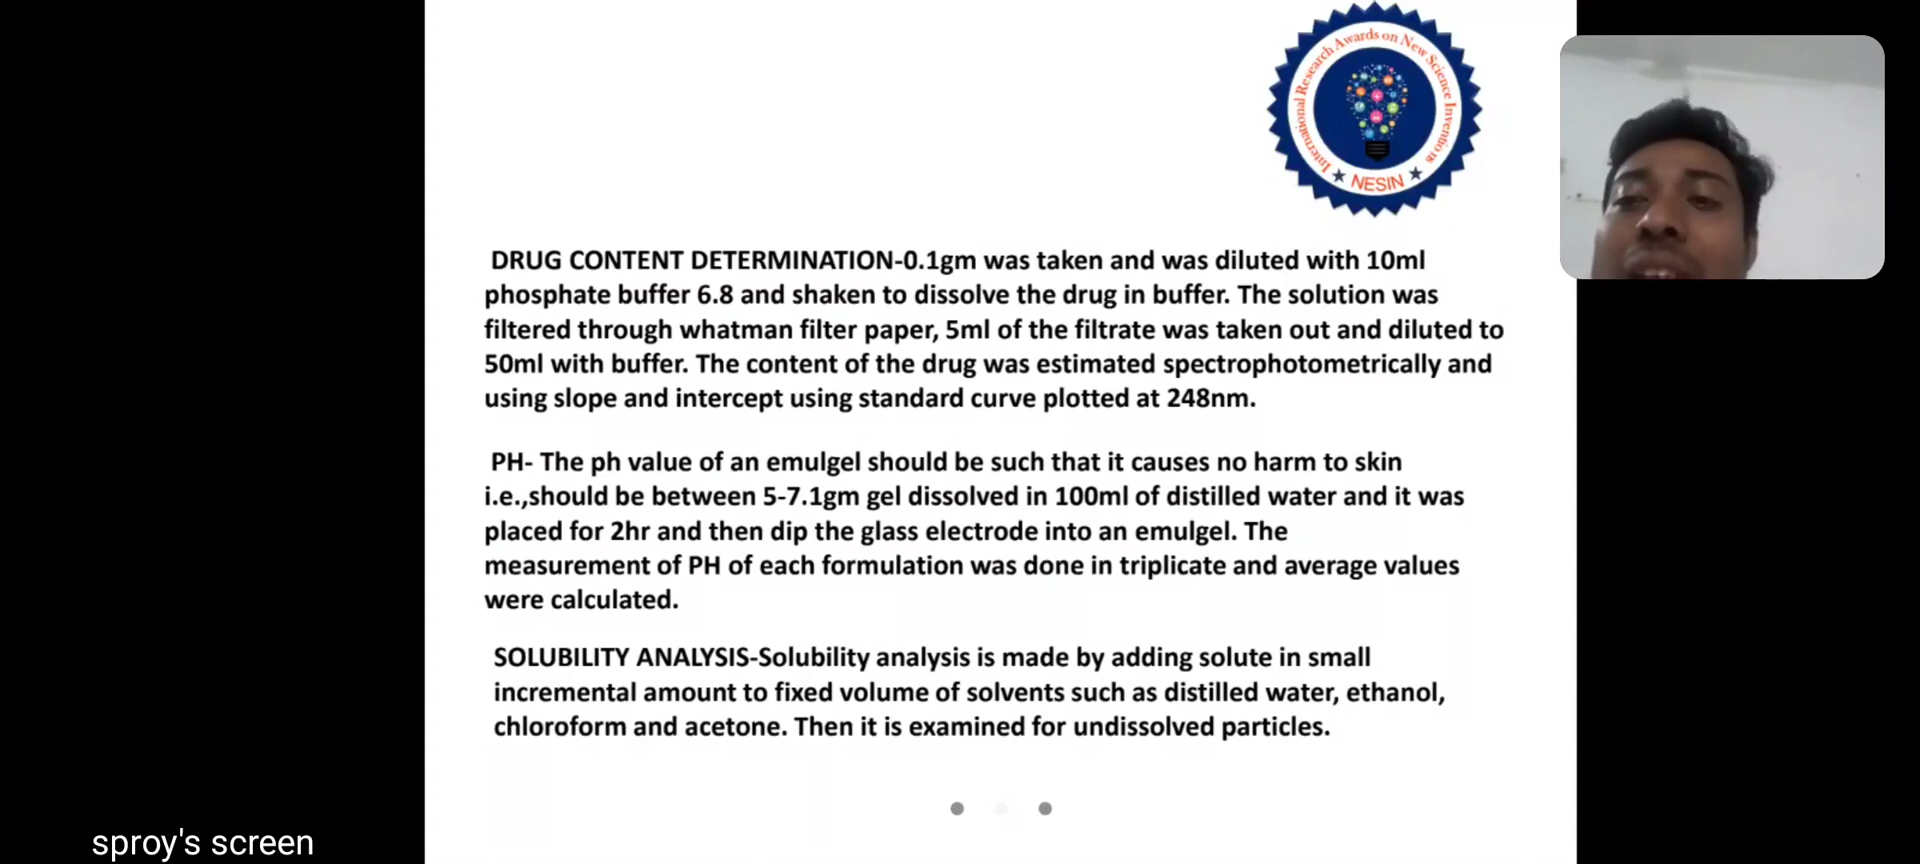 International Research Awards on New Science Inventions
★ NESIN ★
DRUG CONTENT DETERMINATION-0.1gm was taken and was diluted with 10ml
phosphate buffer 6.8 and shaken to dissolve the drug in buffer. The solution was
filtered through whatman filter paper, 5ml of the filtrate was taken out and diluted to
50ml with buffer. The content of the drug was estimated spectrophotometrically and
using slope and intercept using standard curve plotted at 248nm.
PH- The ph value of an emulgel should be such that it causes no harm to skin
i.e.,should be between 5-7.1gm gel dissolved in 100ml of distilled water and it was
placed for 2hr and then dip the glass electrode into an emulgel. The
measurement of PH of each formulation was done in triplicate and average values
were calculated.
SOLUBILITY ANALYSIS-Solubility analysis is made by adding solute in small
incremental amount to fixed volume of solvents such as distilled water, ethanol,
chloroform and acetone. Then it is examined for undissolved particles.
sproy's screen